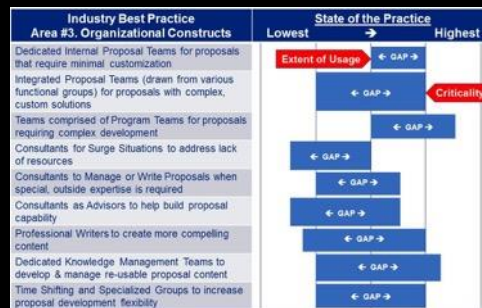 Industry Best Practice
Area #3. Organizational Constructs
State of the Practice
Lowest → Highest
Dedicated Internal Proposal Teams for proposals
that require minimal customization
Extent of Usage
← GAP →
Integrated Proposal Teams (drawn from various
functional groups) for proposals with complex,
custom solutions
← GAP →
Criticality
Teams comprised of Program Teams for proposals
requiring complex development
← GAP →
Consultants for Surge Situations to address lack
of resources
← GAP →
Consultants to Manage or Write Proposals when
special, outside expertise is required
← GAP →
Consultants as Advisors to help build proposal
capability
← GAP →
Professional Writers to create more compelling
content
← GAP →
Dedicated Knowledge Management Teams to
develop & manage re-usable proposal content
← GAP →
Time Shifting and Specialized Groups to increase
proposal development flexibility
← GAP →